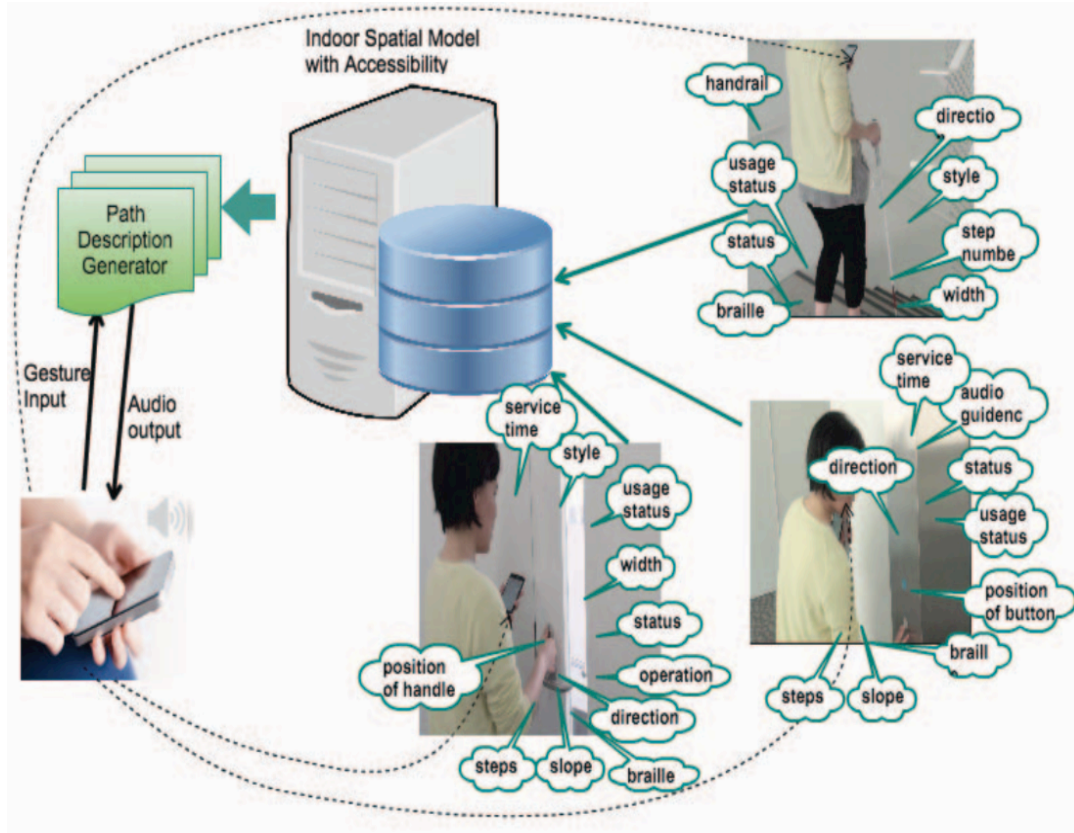 Indoor Spatial Model
with Accessibility
Path
Description
Generator
Gesture
Input
Audio
output
handrail
directio
usage
status
style
status
step
numbe
braille
width
service
time
audio
guidenc
direction
status
usage
status
position
of button
braill
steps
slope
service
time
style
usage
status
width
status
position
of handle
operation
direction
steps
slope
braille